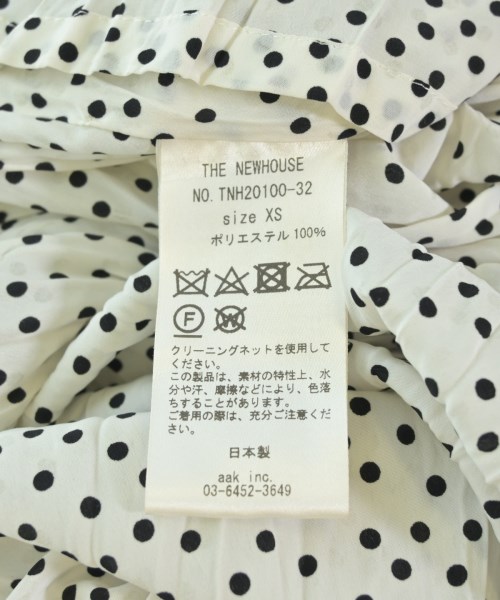 THE NEWHOUSE
NO. TNH20100-32
size XS
ポリエステル 100%
F W
クリーニングネットを使用して
ください。
この製品は、素材の特性上、水
分や汗、摩擦などにより、色落
ちすることがあります。
ご着用の際は、充分ご注意くだ
さい。
日本製
aak inc.
03-6452-3649